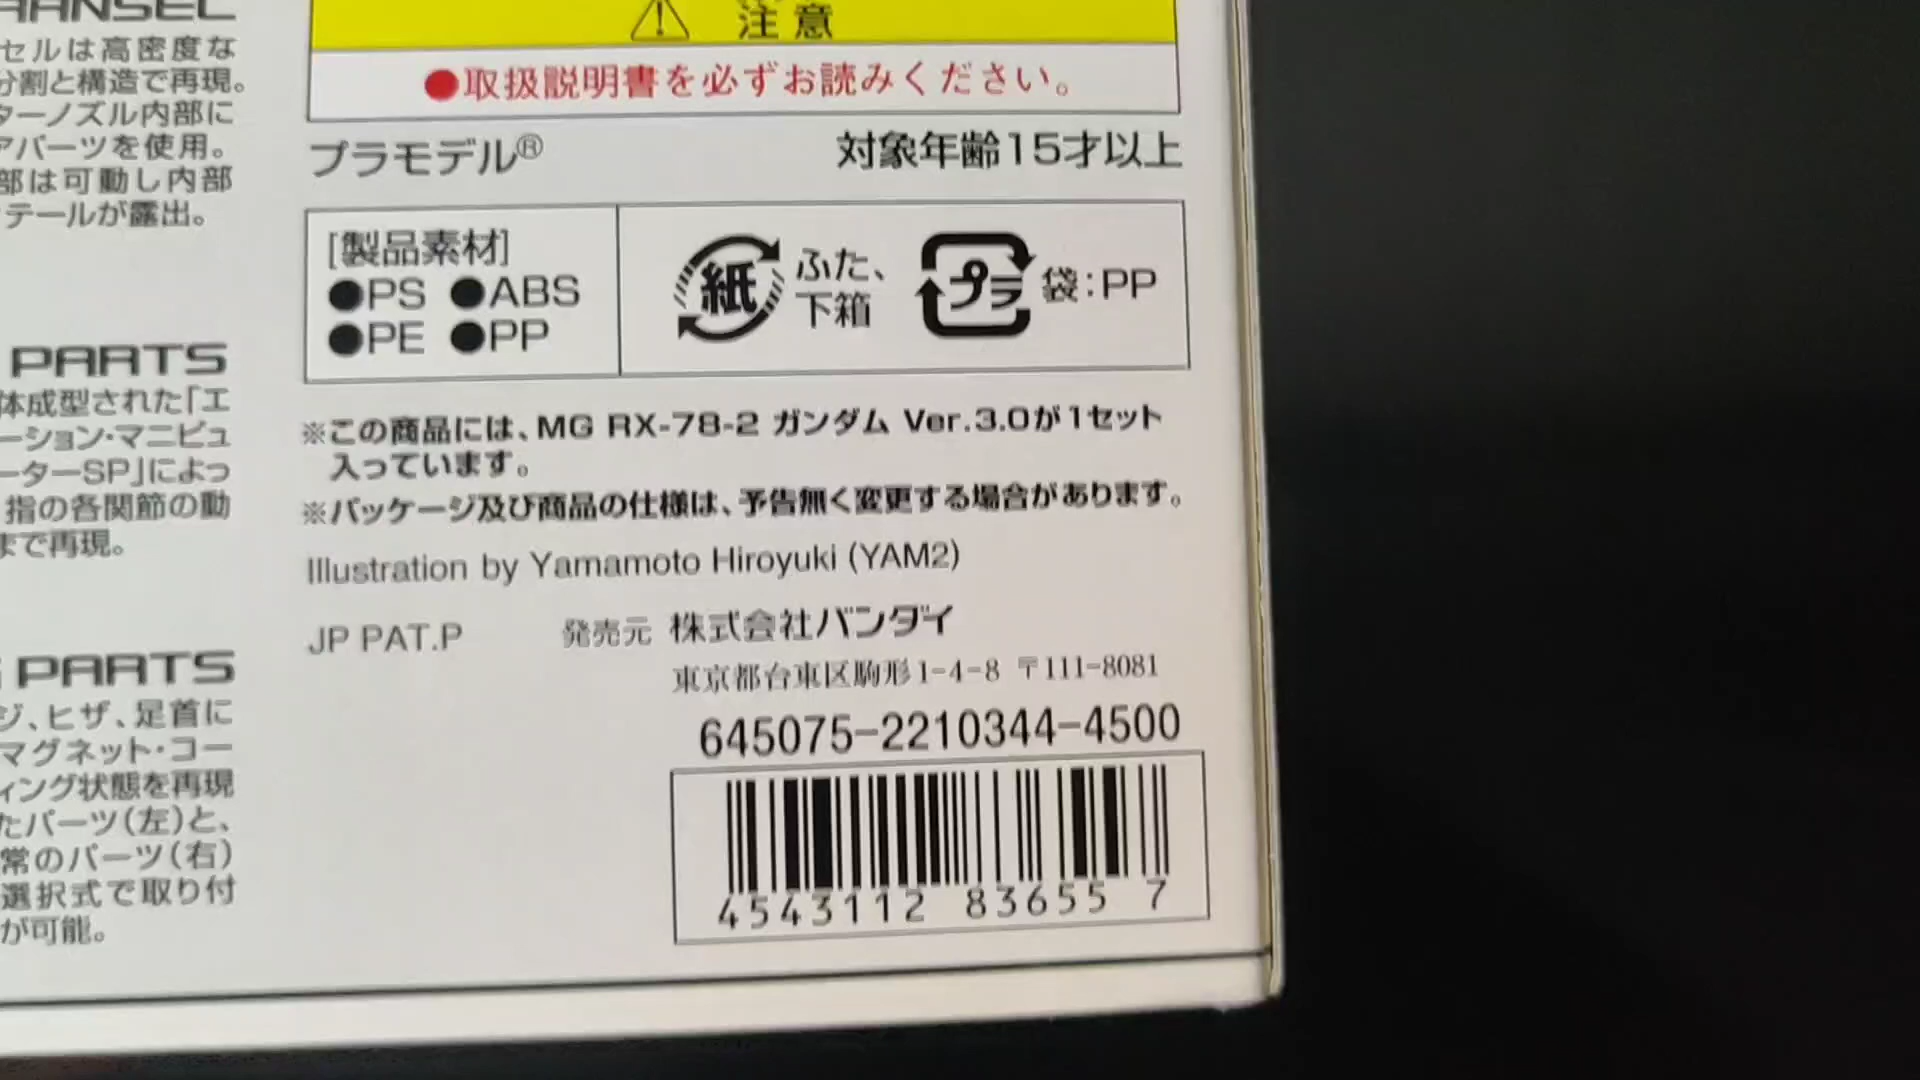 セルは高密度な
分割と構造で再現。
ターノズル内部に
アパーツを使用。
部は可動し内部
テールが露出。
PARTS
体成型された「エ
ーション・マニピュ
ーターSP」によっ
指の各関節の動
まで再現。
PARTS
ジ、ヒザ、足首に
マグネット・コー
ィング状態を再現
たパーツ(左)と、
常のパーツ(右)
選択式で取り付
が可能。
注意
●取扱説明書を必ずお読みください。
プラモデル® 対象年齢15才以上
[製品素材]
●PS ●ABS
●PE ●PP
紙 ふた、
下箱
プラ 袋:PP
※この商品には、MG RX-78-2 ガンダム Ver.3.0が1セット
入っています。
※パッケージ及び商品の仕様は、予告無く変更する場合があります。
Illustration by Yamamoto Hiroyuki (YAM2)
JP PAT.P 発売元 株式会社バンダイ
東京都台東区駒形1-4-8 〒111-8081
645075-2210344-4500
4543112 83655 7